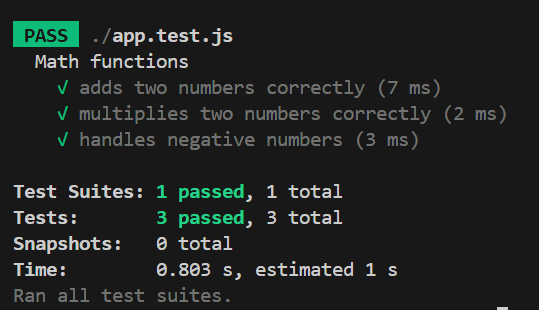 PASS ./app.test.js
Math functions
√ adds two numbers correctly (7 ms)
√ multiplies two numbers correctly (2 ms)
√ handles negative numbers (3 ms)
Test Suites: 1 passed, 1 total
Tests: 3 passed, 3 total
Snapshots: 0 total
Time: 0.803 s, estimated 1 s
Ran all test suites.